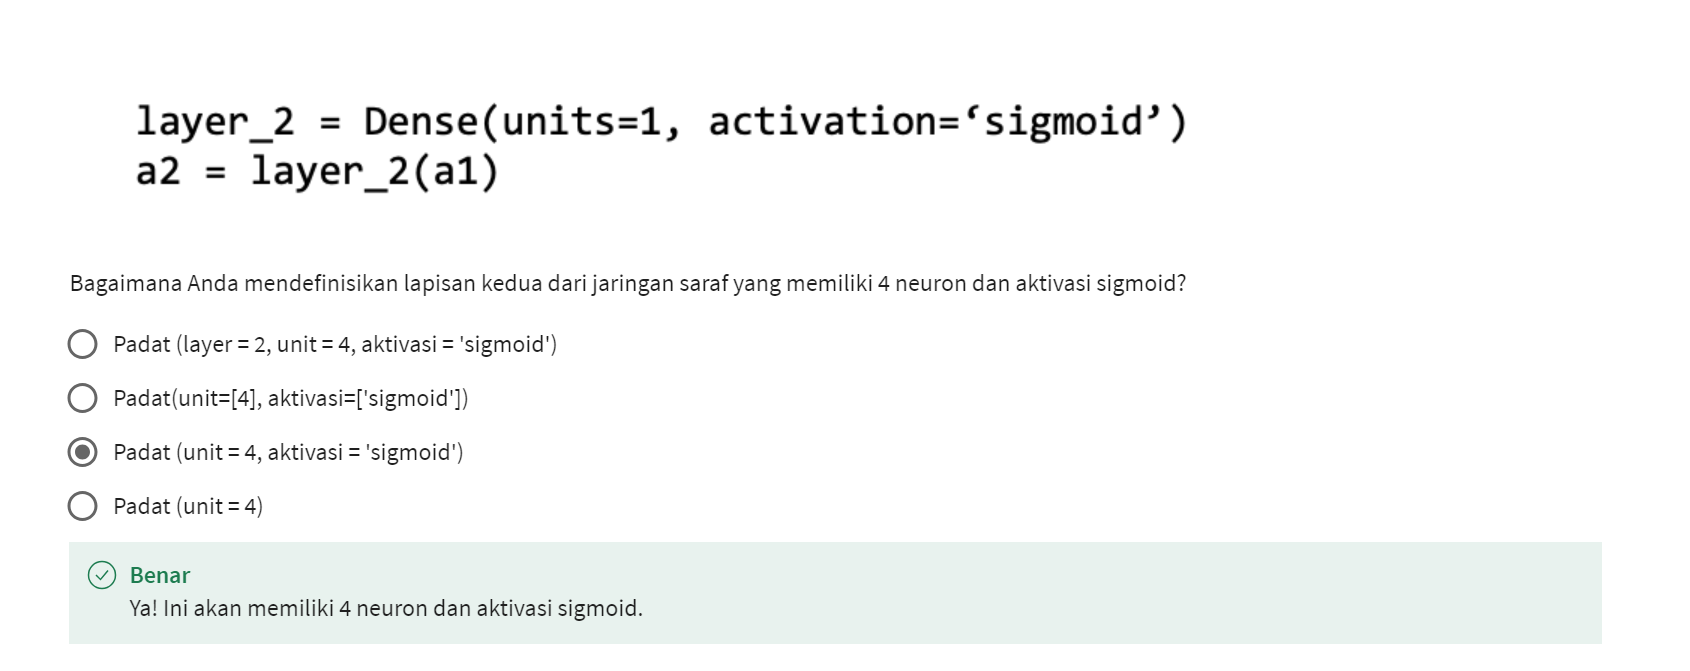 layer_2 = Dense(units=1, activation=‘sigmoid’)
a2 = layer_2(a1)
Bagaimana Anda mendefinisikan lapisan kedua dari jaringan saraf yang memiliki 4 neuron dan aktivasi sigmoid?
Padat (layer = 2, unit = 4, aktivasi = 'sigmoid')
Padat(unit=[4], aktivasi=['sigmoid'])
Padat (unit = 4, aktivasi = 'sigmoid')
Padat (unit = 4)
Benar
Ya! Ini akan memiliki 4 neuron dan aktivasi sigmoid.